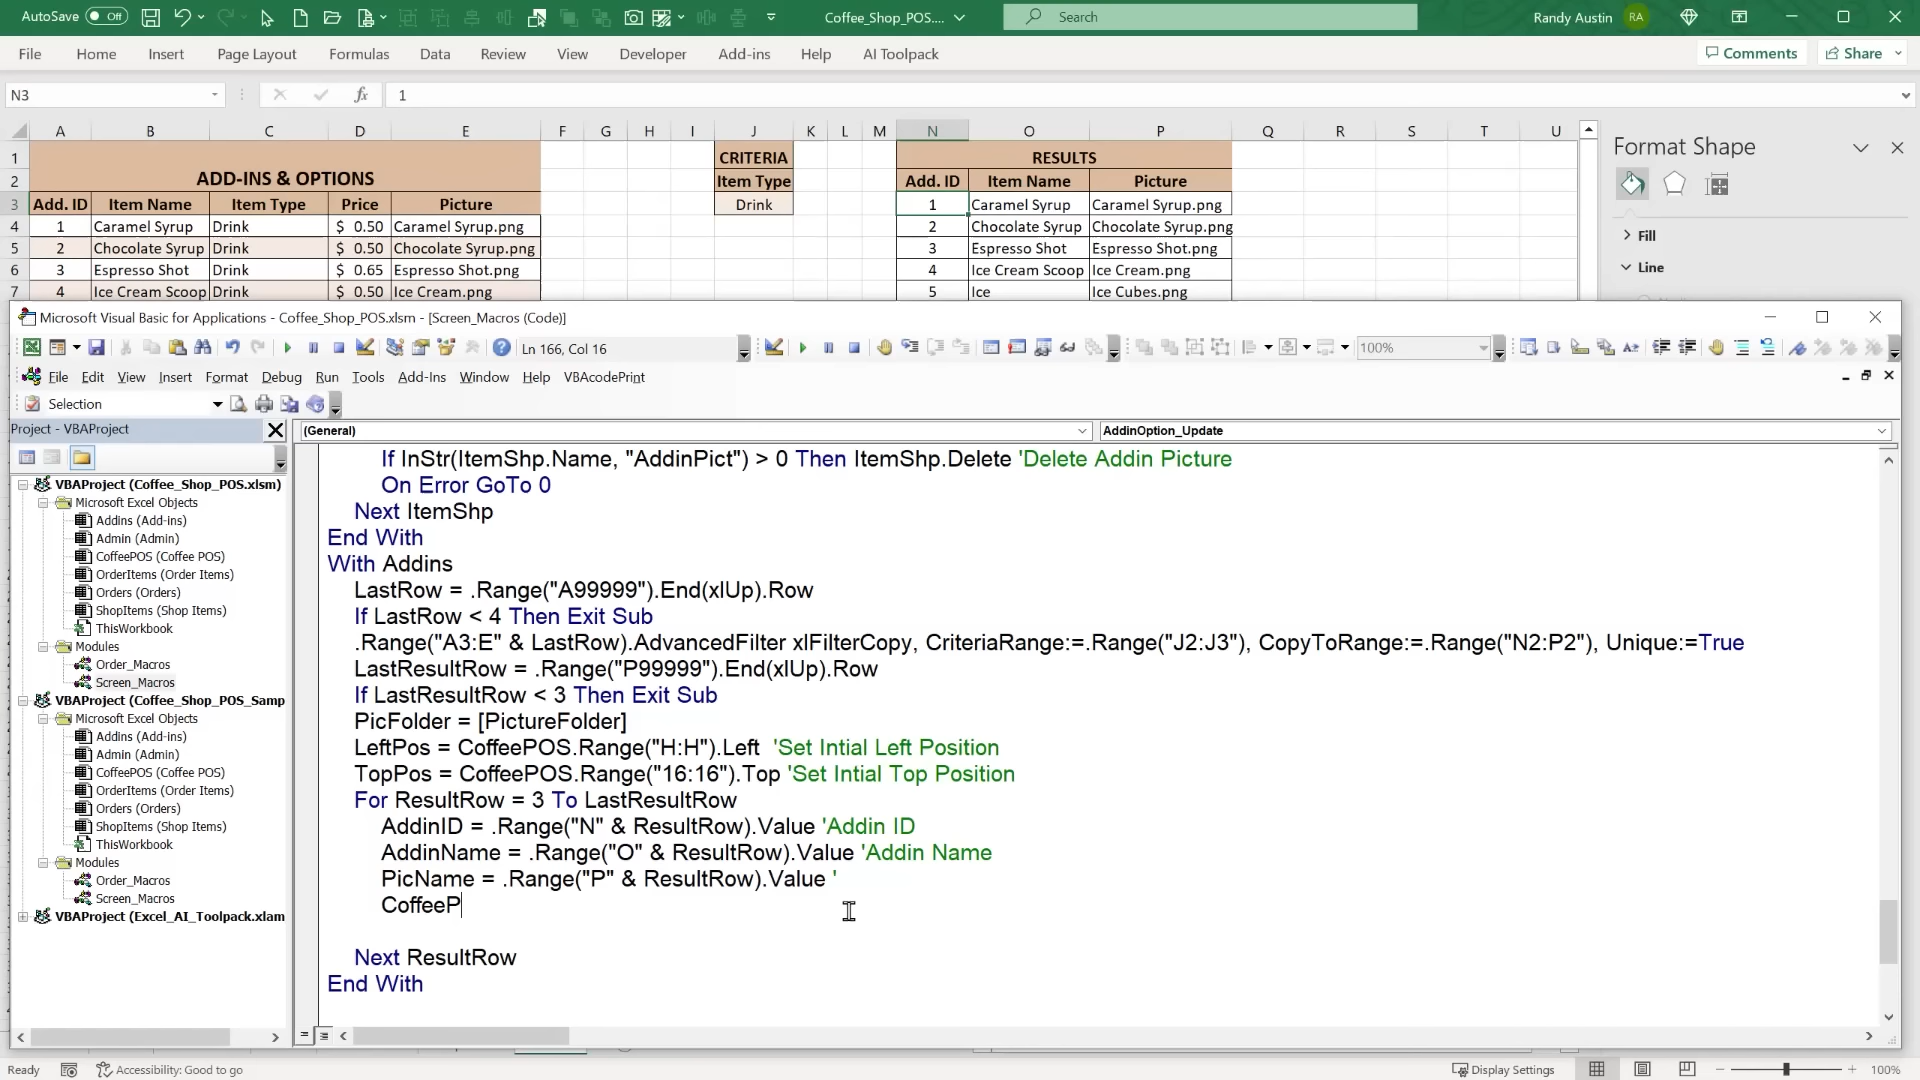 AutoSave Off Coffee_Shop_POS.... Search Randy Austin RA
File Home Insert Page Layout Formulas Data Review View Developer Add-ins Help AI Toolpack Comments Share
N3 fx 1
A B C D E F G H I J K L M N O P Q R S T U
1 CRITERIA RESULTS
2 ADD-INS & OPTIONS Item Type Add. ID Item Name Picture
3 Add. ID Item Name Item Type Price Picture Drink 1 Caramel Syrup Caramel Syrup.png
4 1 Caramel Syrup Drink $ 0.50 Caramel Syrup.png 2 Chocolate Syrup Chocolate Syrup.png
5 2 Chocolate Syrup Drink $ 0.50 Chocolate Syrup.png 3 Espresso Shot Espresso Shot.png
6 3 Espresso Shot Drink $ 0.65 Espresso Shot.png 4 Ice Cream Scoop Ice Cream.png
7 4 Ice Cream Scoop Drink $ 0.50 Ice Cream.png 5 Ice Ice Cubes.png
Format Shape
Fill
Line
Microsoft Visual Basic for Applications - Coffee_Shop_POS.xlsm - [Screen_Macros (Code)]
Ln 166, Col 16 100%
File Edit View Insert Format Debug Run Tools Add-Ins Window Help VBAcodePrint
Selection
Project - VBAProject
VBAProject (Coffee_Shop_POS.xlsm)
Microsoft Excel Objects
Addins (Add-ins)
Admin (Admin)
CoffeePOS (Coffee POS)
OrderItems (Order Items)
Orders (Orders)
ShopItems (Shop Items)
ThisWorkbook
Modules
Order_Macros
Screen_Macros
VBAProject (Coffee_Shop_POS_Samp
Microsoft Excel Objects
Addins (Add-ins)
Admin (Admin)
CoffeePOS (Coffee POS)
OrderItems (Order Items)
Orders (Orders)
ShopItems (Shop Items)
ThisWorkbook
Modules
Order_Macros
Screen_Macros
VBAProject (Excel_AI_Toolpack.xlam
(General) AddinOption_Update
If InStr(ItemShp.Name, "AddinPict") > 0 Then ItemShp.Delete 'Delete Addin Picture
On Error GoTo 0
Next ItemShp
End With
With Addins
LastRow = .Range("A99999").End(xlUp).Row
If LastRow < 4 Then Exit Sub
.Range("A3:E" & LastRow).AdvancedFilter xlFilterCopy, CriteriaRange:=.Range("J2:J3"), CopyToRange:=.Range("N2:P2"), Unique:=True
LastResultRow = .Range("P99999").End(xlUp).Row
If LastResultRow < 3 Then Exit Sub
PicFolder = [PictureFolder]
LeftPos = CoffeePOS.Range("H:H").Left 'Set Intial Left Position
TopPos = CoffeePOS.Range("16:16").Top 'Set Intial Top Position
For ResultRow = 3 To LastResultRow
AddinID = .Range("N" & ResultRow).Value 'Addin ID
AddinName = .Range("O" & ResultRow).Value 'Addin Name
PicName = .Range("P" & ResultRow).Value '
CoffeeP
Next ResultRow
End With
Ready Accessibility: Good to go Display Settings 100%